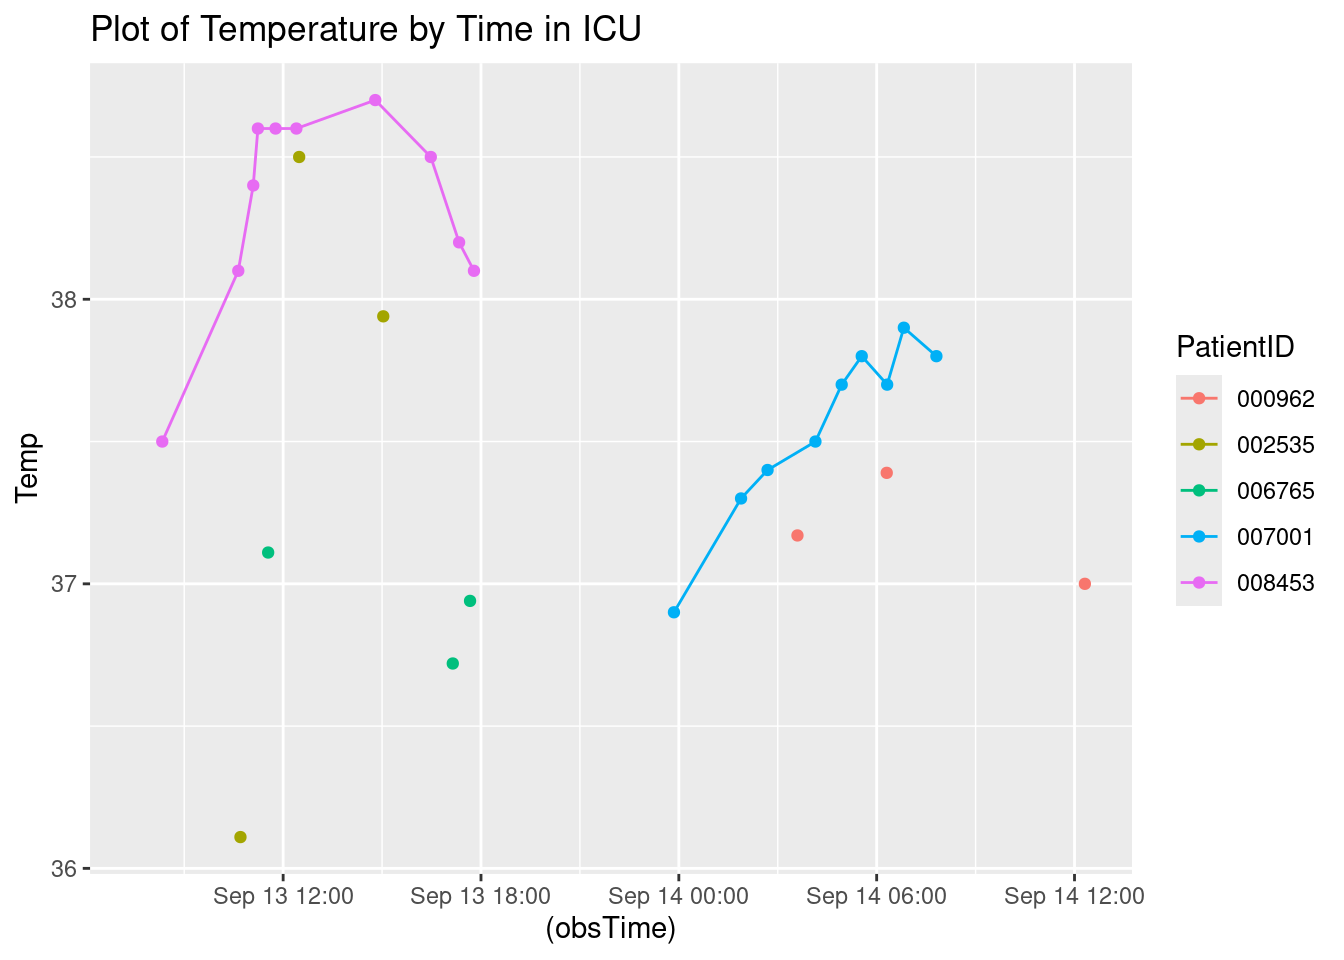 Plot of Temperature by Time in ICU
Temp
38
37
36
Sep 13 12:00 Sep 13 18:00 Sep 14 00:00 Sep 14 06:00 Sep 14 12:00
(obsTime)
PatientID
000962
002535
006765
007001
008453